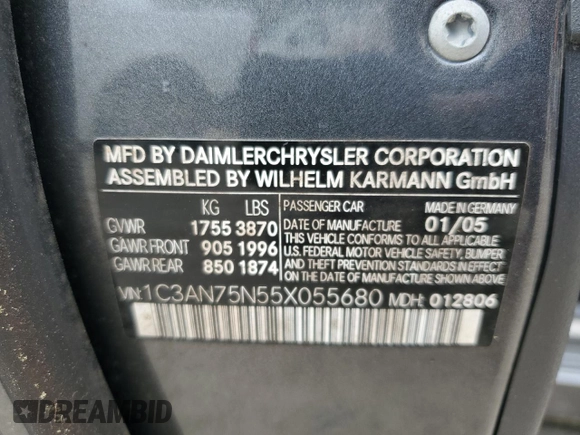 MFD BY DAIMLERCHRYSLER CORPORATION
ASSEMBLED BY WILHELM KARMANN GmbH
KG LBS
GVWR 1755 3870
GAWR FRONT 905 1996
GAWR REAR 850 1874
PASSENGER CAR MADE IN GERMANY
DATE OF MANUFACTURE 01/05
THIS VEHICLE CONFORMS TO ALL APPLICABLE
U.S. FEDERAL MOTOR VEHICLE SAFETY, BUMPER
AND THEFT PREVENTION STANDARDS IN EFFECT
ON THE DATE OF MANUFACTURE SHOWN ABOVE
VIN: 1C3AN75N55X055680 MDH: 012806
DREAMBID